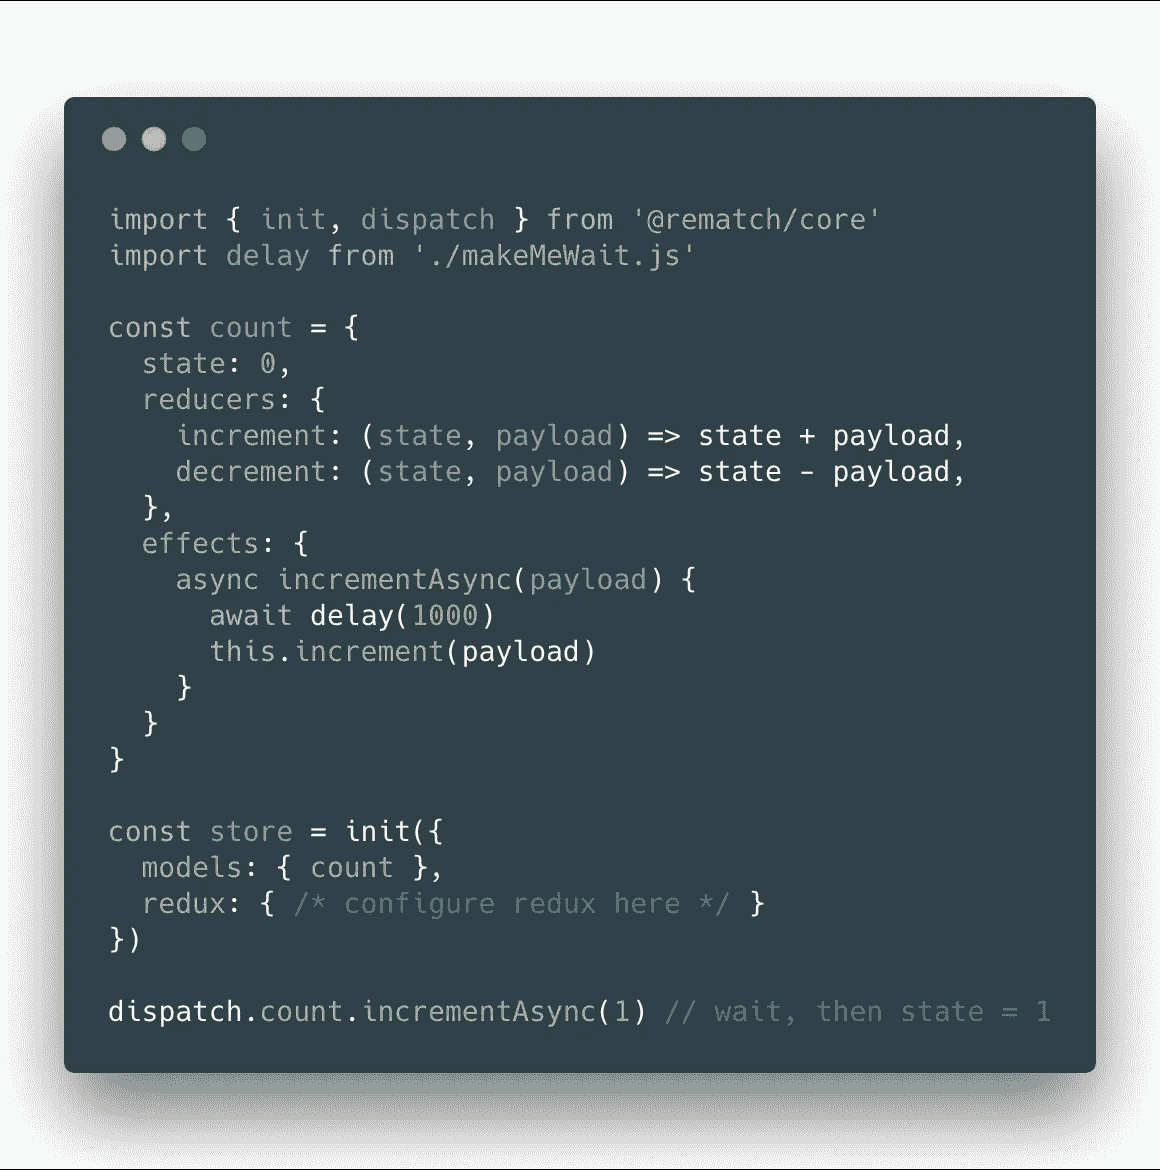 import { init, dispatch } from '@rematch/core'
import delay from './makeMeWait.js'

const count = {
  state: 0,
  reducers: {
    increment: (state, payload) => state + payload,
    decrement: (state, payload) => state - payload,
  },
  effects: {
    async incrementAsync(payload) {
      await delay(1000)
      this.increment(payload)
    }
  }
}

const store = init({
  models: { count },
  redux: { /* configure redux here */ }
})

dispatch.count.incrementAsync(1) // wait, then state = 1